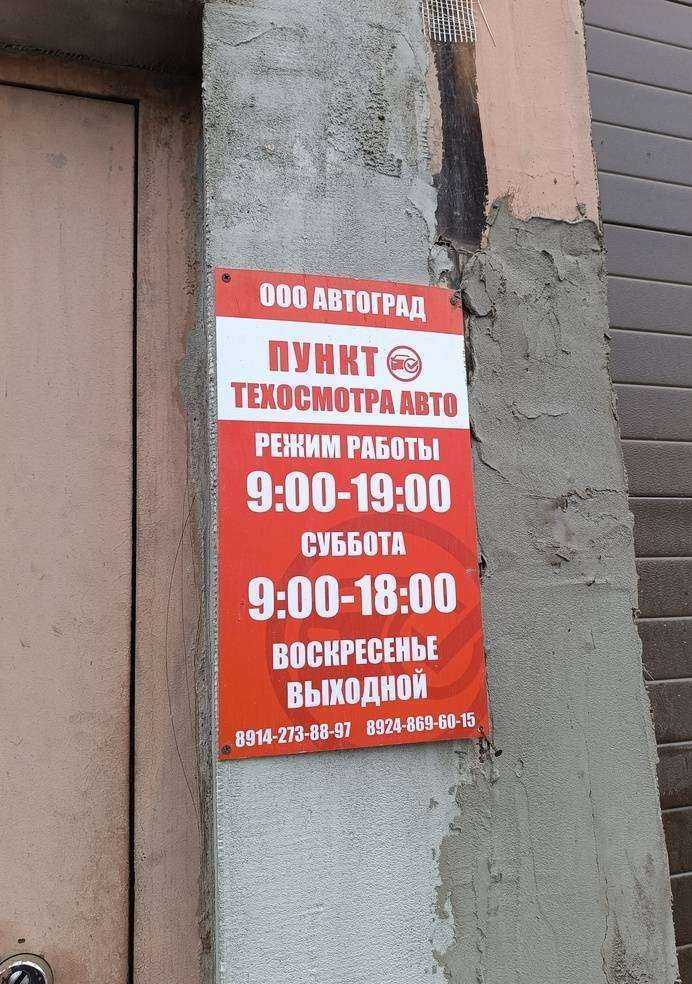 ООО АВТОГРАД
ПУНКТ
ТЕХОСМОТРА АВТО
РЕЖИМ РАБОТЫ
9:00-19:00
СУББОТА
9:00-18:00
ВОСКРЕСЕНЬЕ
ВЫХОДНОЙ
8914-273-88-97 8924-869-60-15